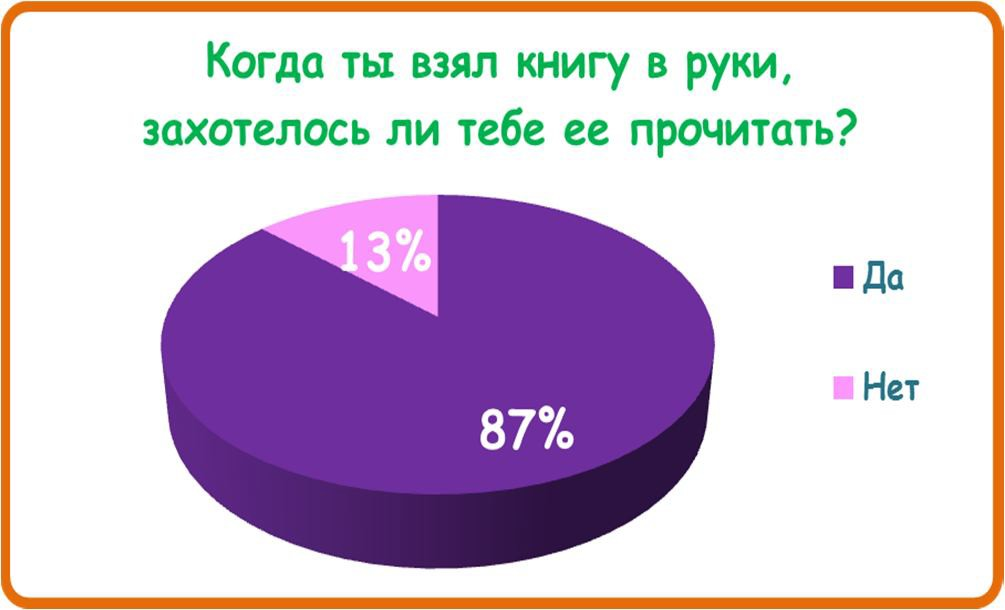 Когда ты взял книгу в руки,
захотелось ли тебе ее прочитать?
13%
87%
Да
Нет